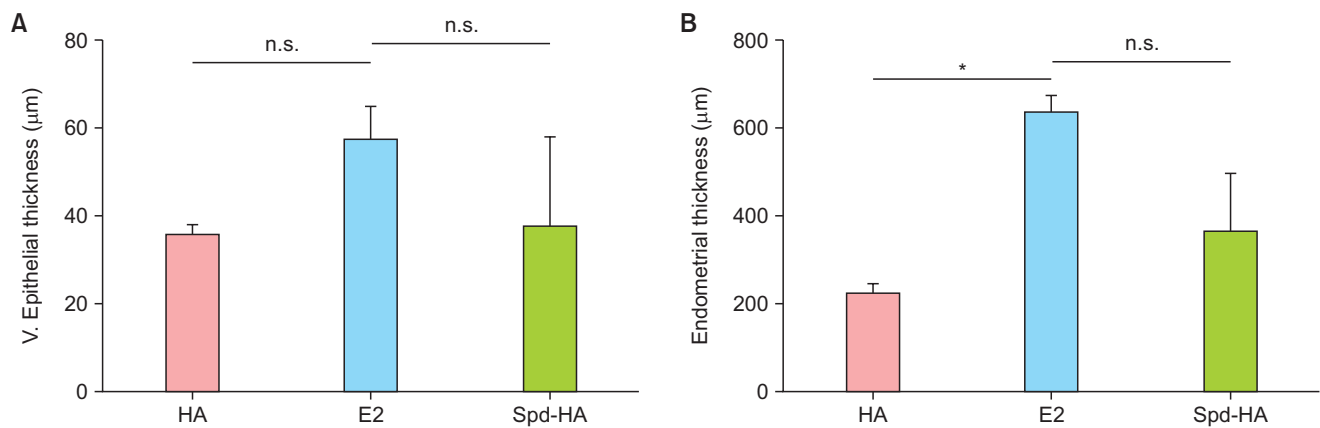 A
V. Epithelial thickness (μm)
80
60
40
20
0
n.s.
n.s.
HA
E2
Spd-HA
B
Endometrial thickness (μm)
800
600
400
200
0
*
n.s.
HA
E2
Spd-HA